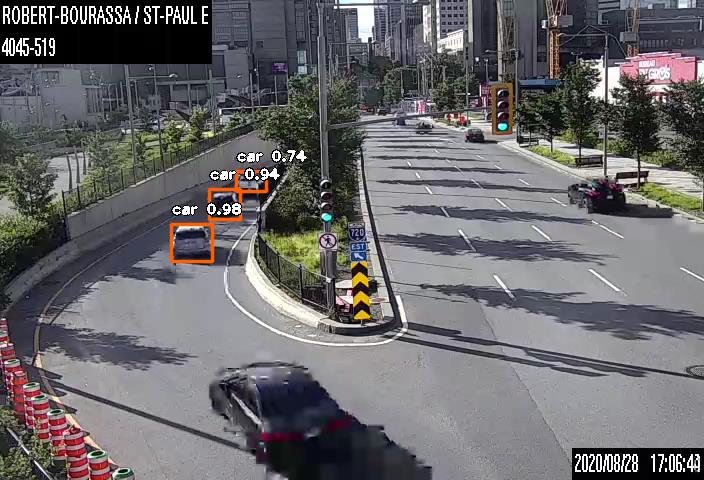 ROBERT-BOURASSA / ST-PAUL E
4045-519
car 0.74
car 0.94
car 0.98
720
EST
2020/08/28 17:06:43